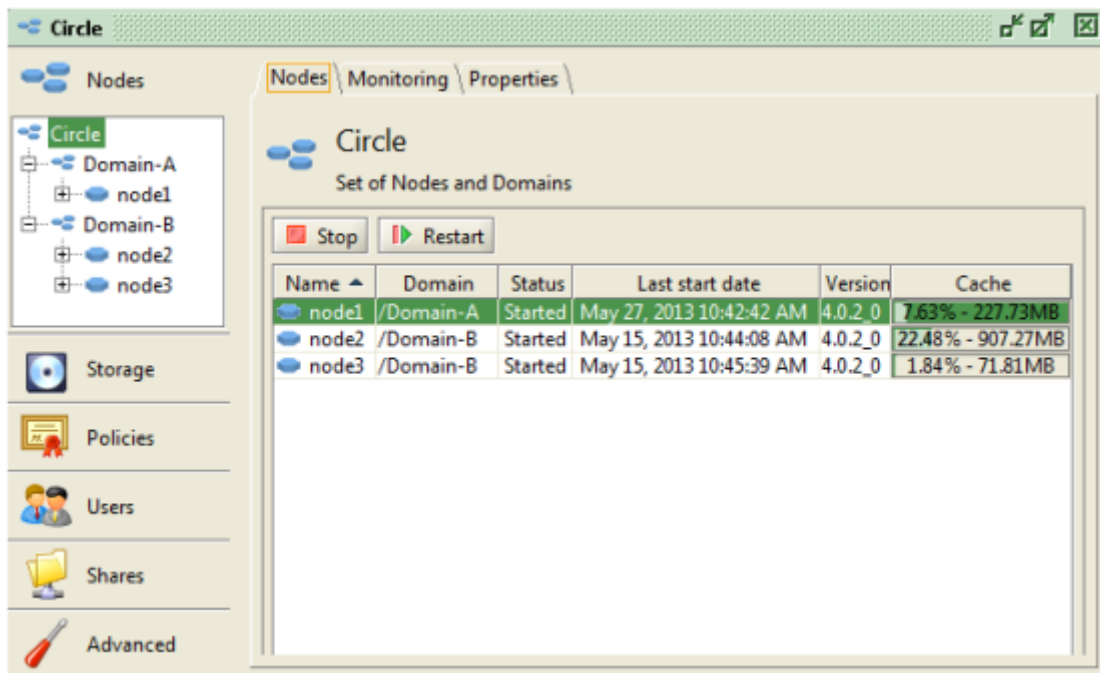 Circle
Nodes
Circle
Domain-A
node1
Domain-B
node2
node3
Storage
Policies
Users
Shares
Advanced
Nodes Monitoring Properties
Circle
Set of Nodes and Domains
Stop Restart
Name Domain Status Last start date Version Cache
node1 /Domain-A Started May 27, 2013 10:42:42 AM 4.0.2_0 7.63% - 227.73MB
node2 /Domain-B Started May 15, 2013 10:44:08 AM 4.0.2_0 22.48% - 907.27MB
node3 /Domain-B Started May 15, 2013 10:45:39 AM 4.0.2_0 1.84% - 71.81MB